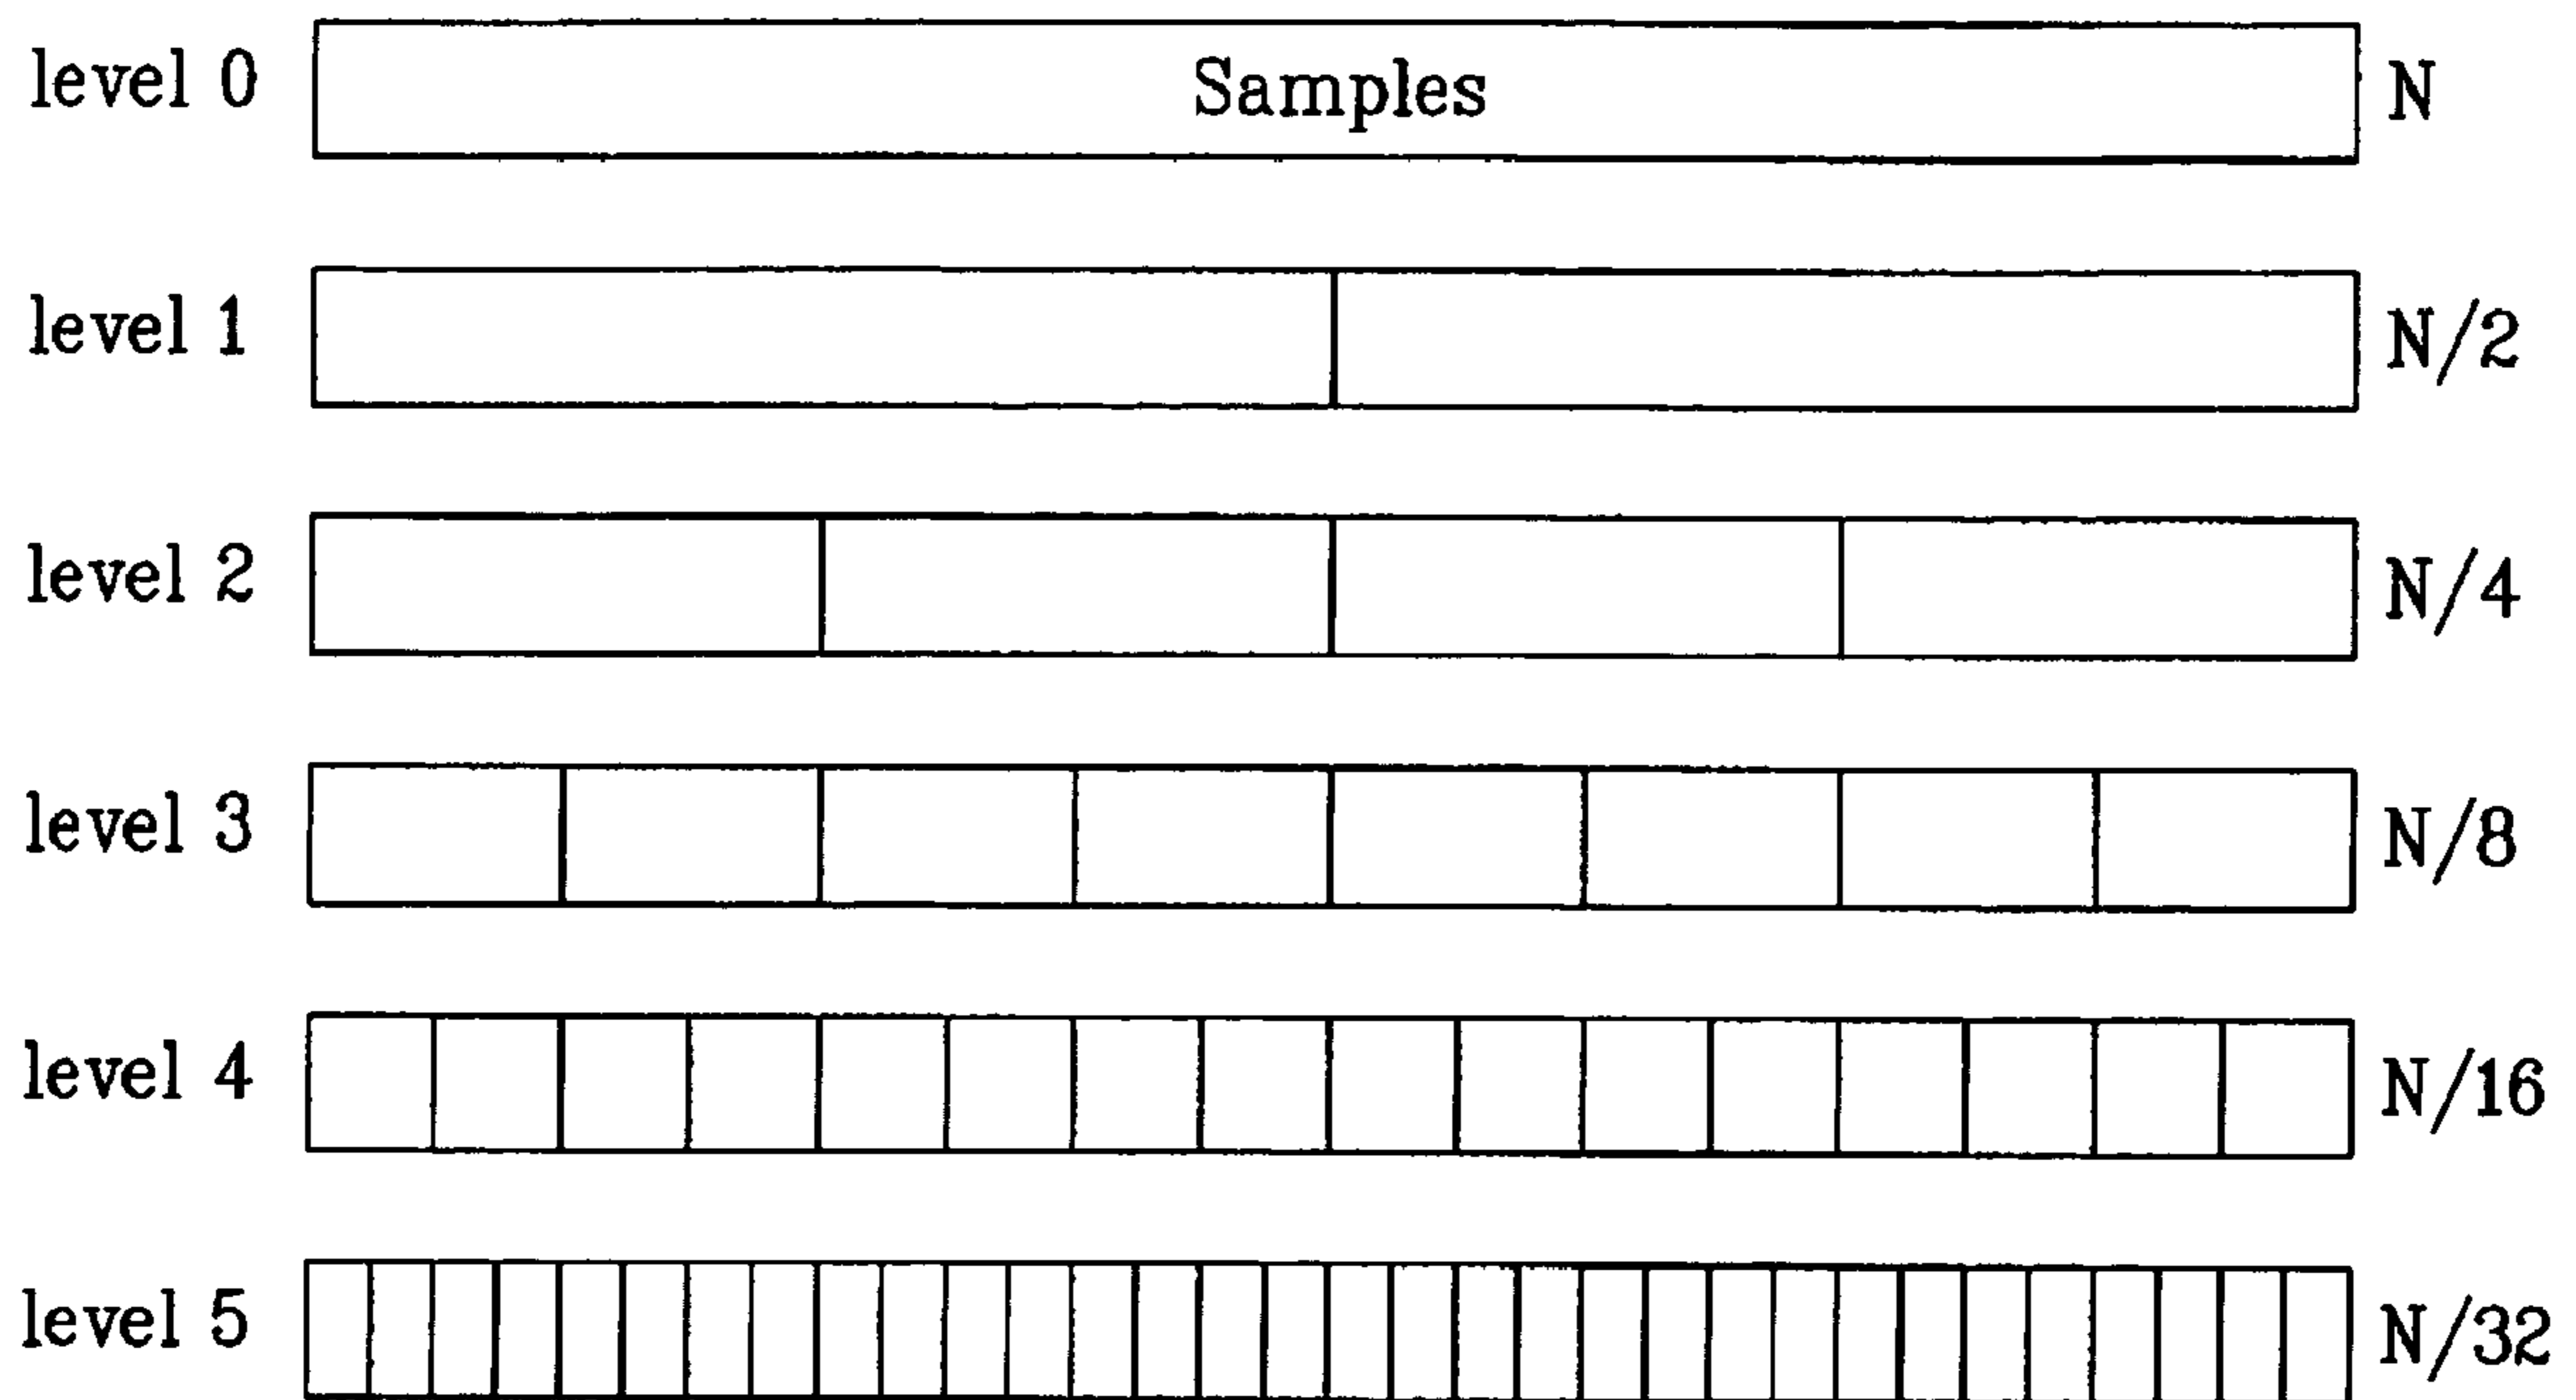 level 0 Samples N
level 1 N/2
level 2 N/4
level 3 N/8
level 4 N/16
level 5 N/32